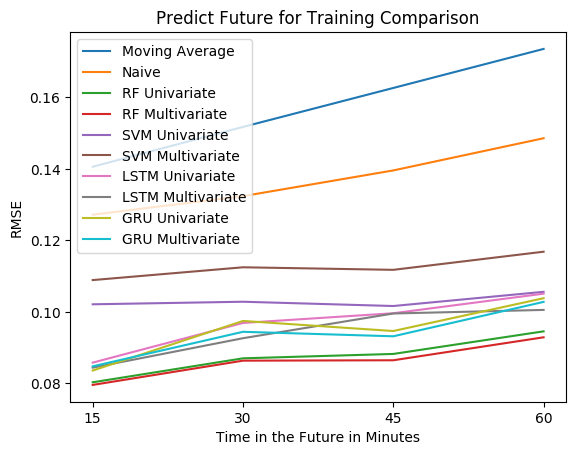 Predict Future for Training Comparison
Moving Average
Naive
RF Univariate
RF Multivariate
SVM Univariate
SVM Multivariate
LSTM Univariate
LSTM Multivariate
GRU Univariate
GRU Multivariate
RMSE
0.16
0.14
0.12
0.10
0.08
15
30
45
60
Time in the Future in Minutes